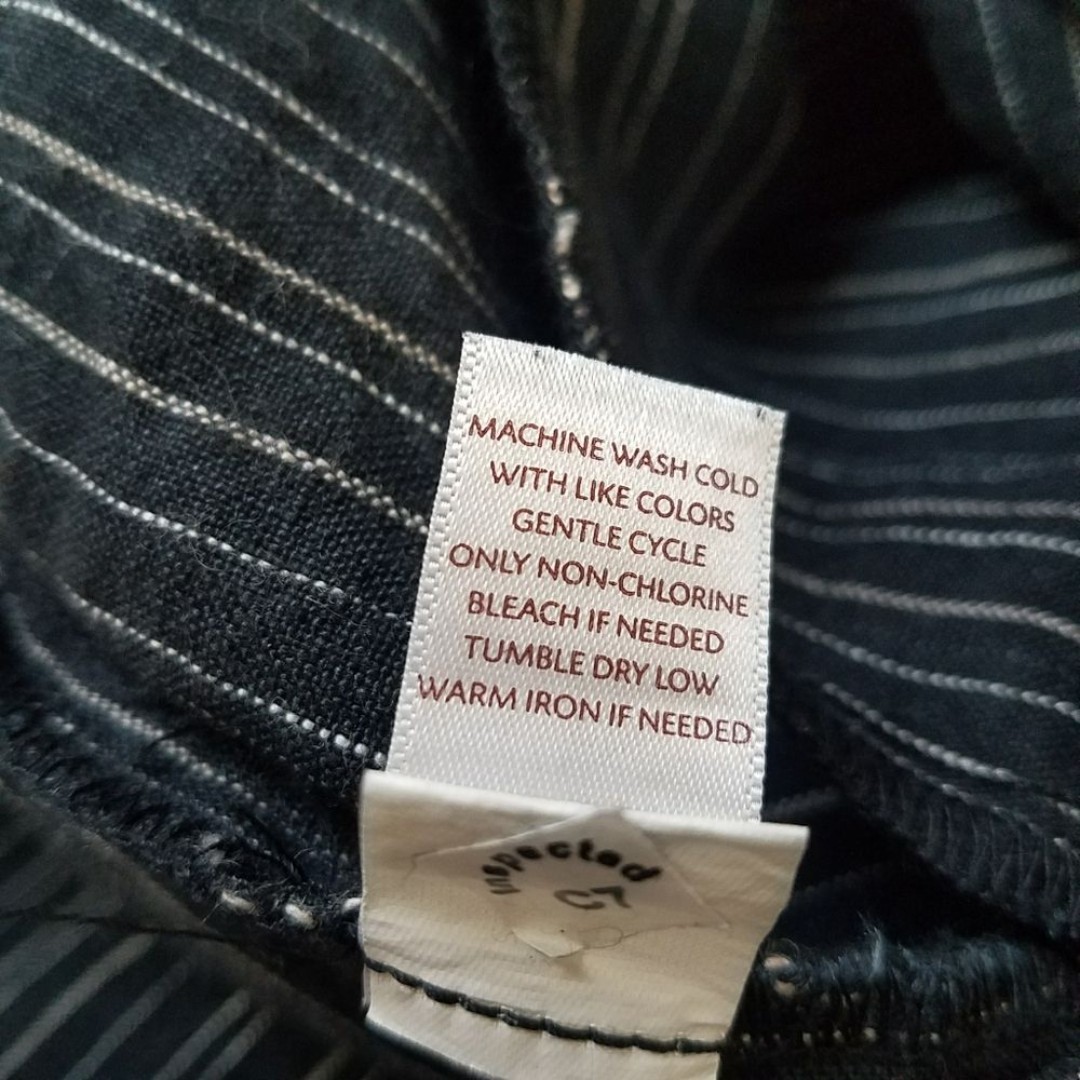 MACHINE WASH COLD
WITH LIKE COLORS
GENTLE CYCLE
ONLY NON-CHLORINE
BLEACH IF NEEDED
TUMBLE DRY LOW
WARM IRON IF NEEDED
Inspected
C7